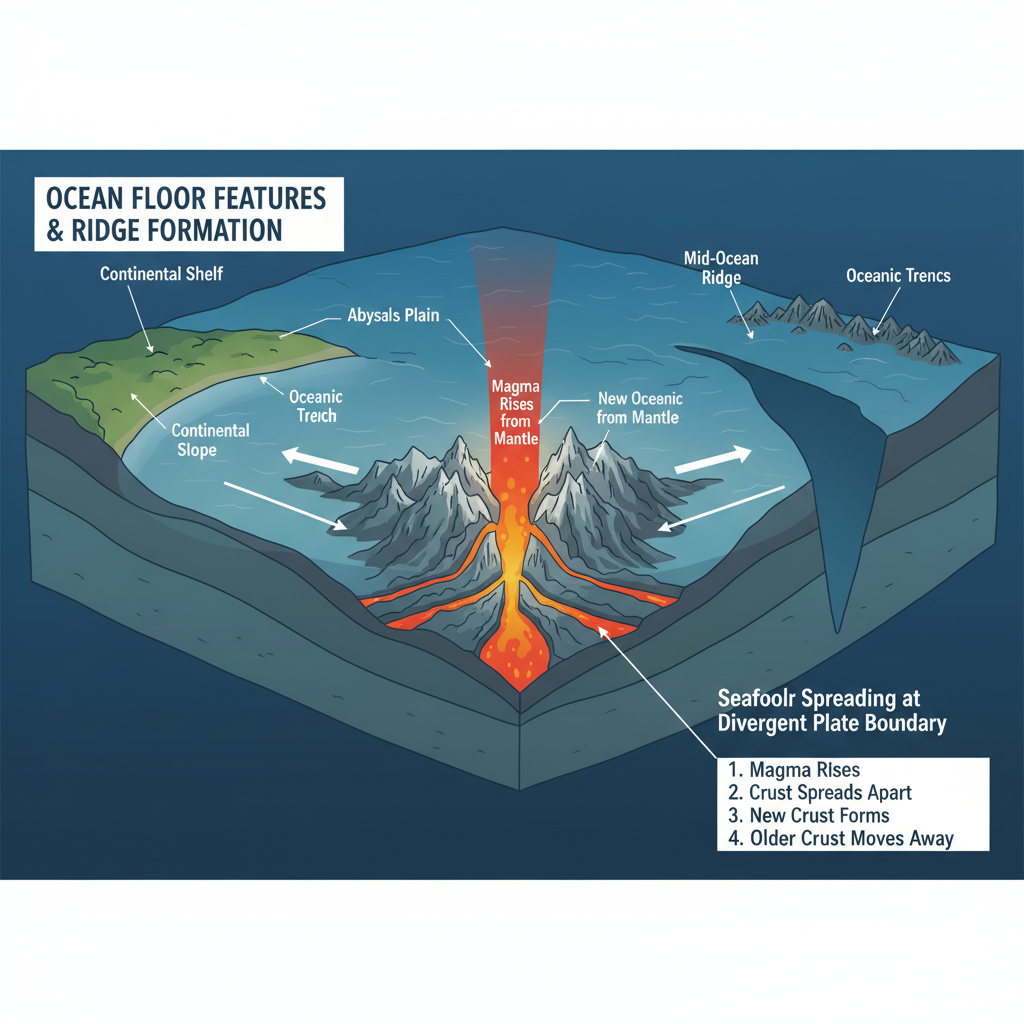 OCEAN FLOOR FEATURES
& RIDGE FORMATION
Continental Shelf
Abysals Plain
Oceanic
Trerch
Continental
Slope
Magma
Rises
from
Mantle
New Oceanic
from Mantle
Mid-Ocean
Ridge
Oceanic Trencs
Seafoolr Spreading at
Divergent Plate Boundary
1. Magma RIses
2. Crust Spreads Apart
3. New Crust Forms
4. Older Crust Moves Away